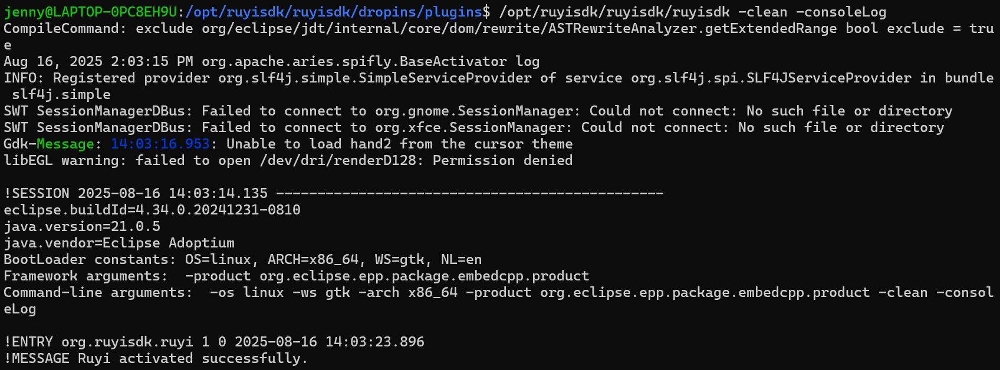 jenny@LAPTOP-0PC8EH9U:/opt/ruyisdk/ruyisdk/dropins/plugins$ /opt/ruyisdk/ruyisdk/ruyisdk -clean -consoleLog
CompileCommand: exclude org/eclipse/jdt/internal/core/dom/rewrite/ASTRewriteAnalyzer.getExtendedRange bool exclude = tru
e
Aug 16, 2025 2:03:15 PM org.apache.aries.spifly.BaseActivator log
INFO: Registered provider org.slf4j.simple.SimpleServiceProvider of service org.slf4j.spi.SLF4JServiceProvider in bundle
 slf4j.simple
SWT SessionManagerDBus: Failed to connect to org.gnome.SessionManager: Could not connect: No such file or directory
SWT SessionManagerDBus: Failed to connect to org.xfce.SessionManager: Could not connect: No such file or directory
Gdk-Message: 14:03:16.953: Unable to load hand2 from the cursor theme
libEGL warning: failed to open /dev/dri/renderD128: Permission denied

!SESSION 2025-08-16 14:03:14.135 -----------------------------------------------
eclipse.buildId=4.34.0.20241231-0810
java.version=21.0.5
java.vendor=Eclipse Adoptium
BootLoader constants: OS=linux, ARCH=x86_64, WS=gtk, NL=en
Framework arguments:  -product org.eclipse.epp.package.embedcpp.product
Command-line arguments:  -os linux -ws gtk -arch x86_64 -product org.eclipse.epp.package.embedcpp.product -clean -consol
eLog

!ENTRY org.ruyisdk.ruyi 1 0 2025-08-16 14:03:23.896
!MESSAGE Ruyi activated successfully.